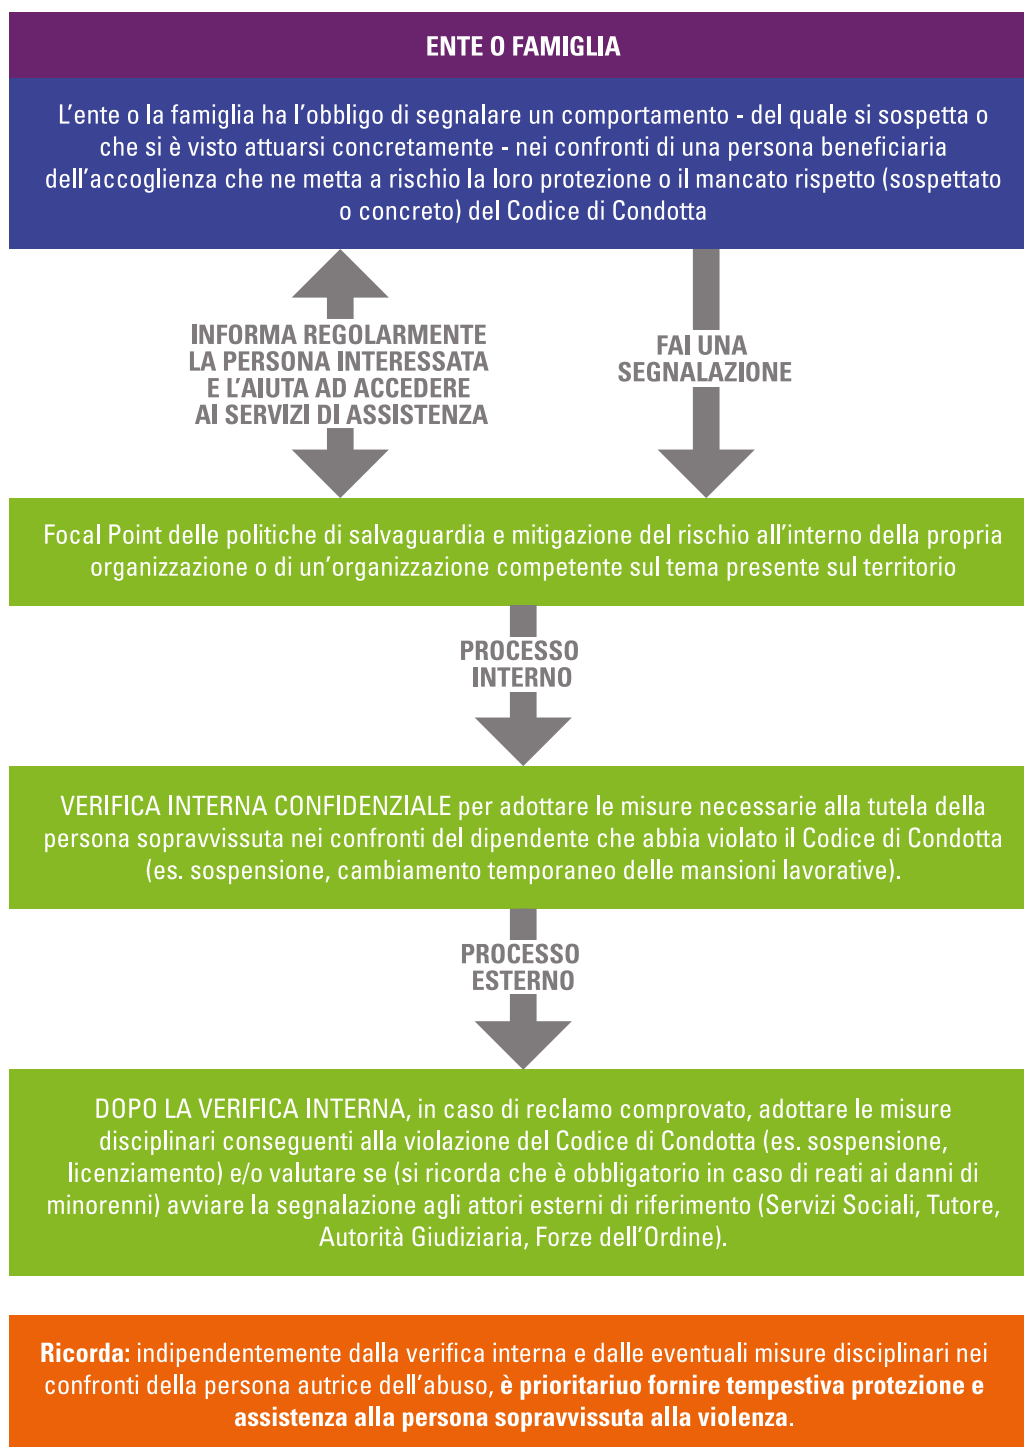 ENTE O FAMIGLIA
L'ente o la famiglia ha l'obbligo di segnalare un comportamento - del quale si sospetta o
che si è visto attuarsi concretamente - nei confronti di una persona beneficiaria
dell'accoglienza che ne metta a rischio la loro protezione o il mancato rispetto (sospettato
o concreto) del Codice di Condotta
INFORMA REGOLARMENTE
LA PERSONA INTERESSATA
E L'AIUTA AD ACCEDERE
AI SERVIZI DI ASSISTENZA
FAI UNA
SEGNALAZIONE
Focal Point delle politiche di salvaguardia e mitigazione del rischio all'interno della propria
organizzazione o di un'organizzazione competente sul tema presente sul territorio
PROCESSO
INTERNO
VERIFICA INTERNA CONFIDENZIALE per adottare le misure necessarie alla tutela della
persona sopravvissuta nei confronti del dipendente che abbia violato il Codice di Condotta
(es. sospensione, cambiamento temporaneo delle mansioni lavorative).
PROCESSO
ESTERNO
DOPO LA VERIFICA INTERNA, in caso di reclamo comprovato, adottare le misure
disciplinari conseguenti alla violazione del Codice di Condotta (es. sospensione,
licenziamento) e/o valutare se (si ricorda che è obbligatorio in caso di reati ai danni di
minorenni) avviare la segnalazione agli attori esterni di riferimento (Servizi Sociali, Tutore,
Autorità Giudiziaria, Forze dell'Ordine).
Ricorda: indipendentemente dalla verifica interna e dalle eventuali misure disciplinari nei
confronti della persona autrice dell'abuso, è prioritariuo fornire tempestiva protezione e
assistenza alla persona sopravvissuta alla violenza.